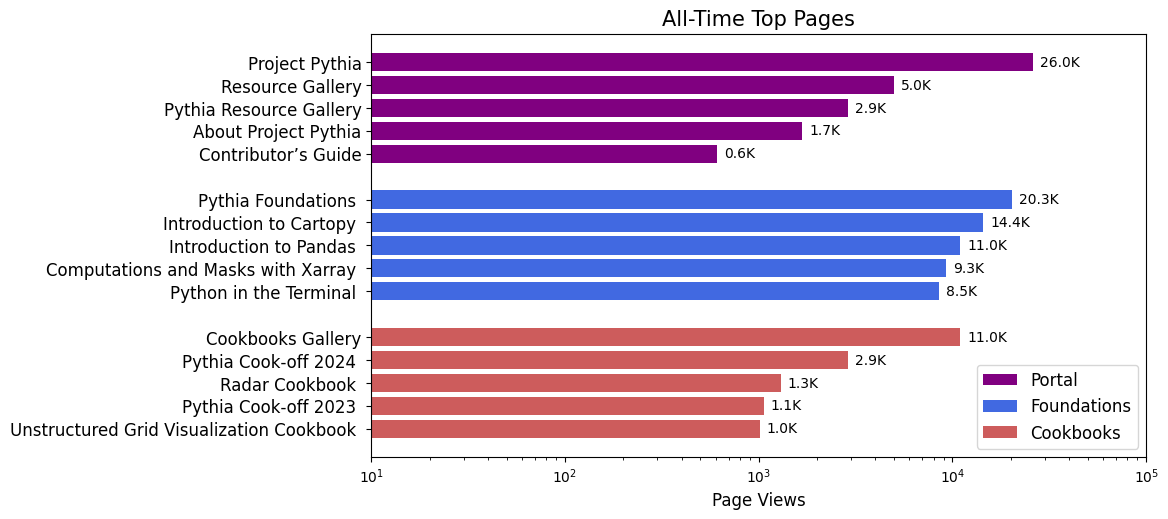 All-Time Top Pages
Project Pythia 26.0K
Resource Gallery 5.0K
Pythia Resource Gallery 2.9K
About Project Pythia 1.7K
Contributor’s Guide 0.6K
Pythia Foundations 20.3K
Introduction to Cartopy 14.4K
Introduction to Pandas 11.0K
Computations and Masks with Xarray 9.3K
Python in the Terminal 8.5K
Cookbooks Gallery 11.0K
Pythia Cook-off 2024 2.9K
Radar Cookbook 1.3K
Pythia Cook-off 2023 1.1K
Unstructured Grid Visualization Cookbook 1.0K
Portal
Foundations
Cookbooks
10¹ 10² 10³ 10⁴ 10⁵
Page Views